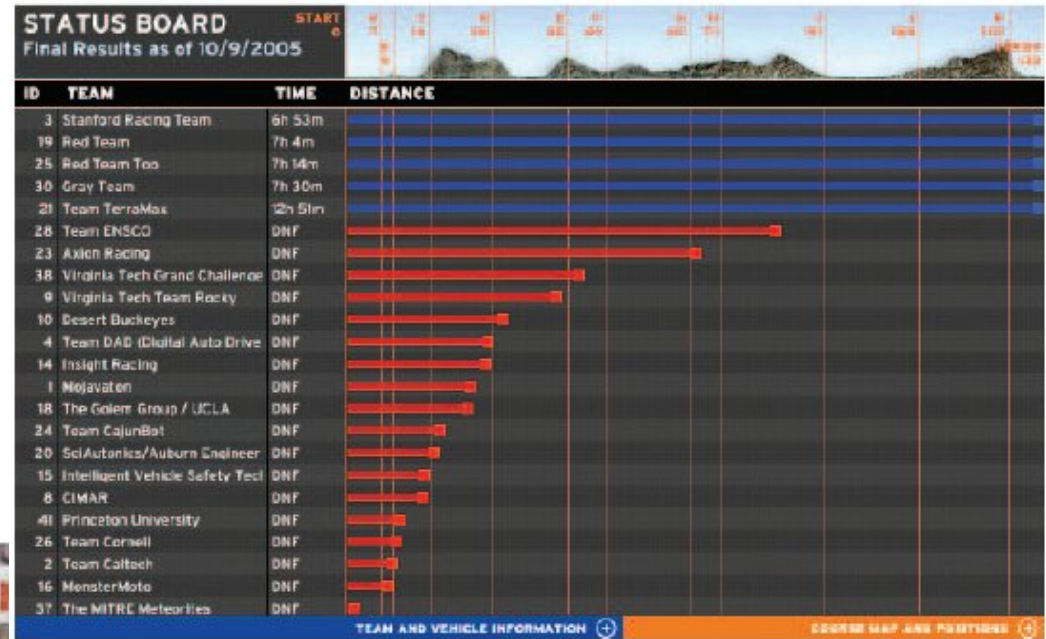 STATUS BOARD
START
0
Final Results as of 10/9/2005
ID TEAM TIME DISTANCE
3 Stanford Racing Team 6h 53m
19 Red Team 7h 4m
25 Red Team Too 7h 14m
30 Gray Team 7h 30m
21 Team TerraMax 12h 51m
28 Team ENSCO DNF
23 Axion Racing DNF
38 Virginia Tech Grand Challenge DNF
9 Virginia Tech Team Rocky DNF
10 Desert Buckeyes DNF
4 Team DAD (Digital Auto Drive DNF
14 Insight Racing DNF
1 Mojavaton DNF
18 The Golem Group / UCLA DNF
24 Team CajunBot DNF
20 SciAutonics/Auburn Engineer DNF
15 Intelligent Vehicle Safety Tecl DNF
8 CIMAR DNF
41 Princeton University DNF
26 Team Cornell DNF
2 Team Caltech DNF
16 MonsterMoto DNF
37 The MITRE Meteorites DNF
TEAM AND VEHICLE INFORMATION
COURSE MAP AND POSITIONS